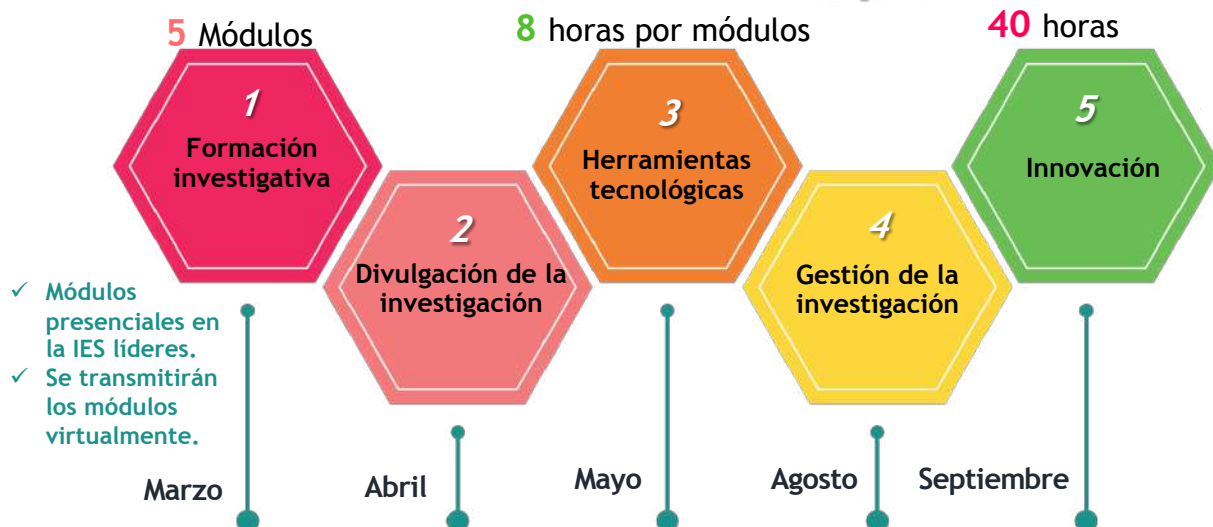 5 Módulos
8 horas por módulos
40 horas
1
Formación
investigativa
2
Divulgación de la
investigación
3
Herramientas
tecnológicas
4
Gestión de la
investigación
5
Innovación
✓ Módulos
presenciales en
la IES líderes.
✓ Se transmitirán
los módulos
virtualmente.
Marzo
Abril
Mayo
Agosto
Septiembre